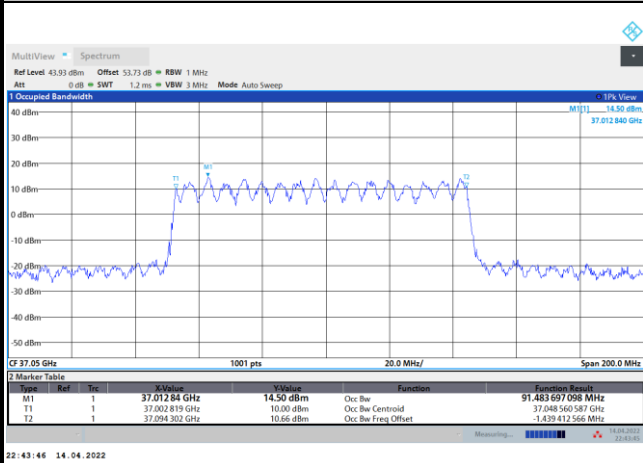 MultiView Spectrum
Ref Level 43.93 dBm Offset 53.73 dB RBW 1 MHz
Att 0 dB SWT 1.2 ms VBW 3 MHz Mode Auto Sweep
1 Occupied Bandwidth 1Pk View
M1[1] 14.50 dBm
37.012 840 GHz
40 dBm
30 dBm
20 dBm
M1
T1
T2
10 dBm
0 dBm
-10 dBm
-20 dBm
-30 dBm
-40 dBm
-50 dBm
CF 37.05 GHz 1001 pts 20.0 MHz/ Span 200.0 MHz
2 Marker Table
Type Ref Trc X-Value Y-Value Function Function Result
M1 1 37.012 84 GHz 14.50 dBm Occ Bw 91.483 697 098 MHz
T1 1 37.002 819 GHz 10.00 dBm Occ Bw Centroid 37.048 560 587 GHz
T2 1 37.094 302 GHz 10.66 dBm Occ Bw Freq Offset -1.439 412 566 MHz
Measuring... 14.04.2022
22:43:45
22:43:46 14.04.2022